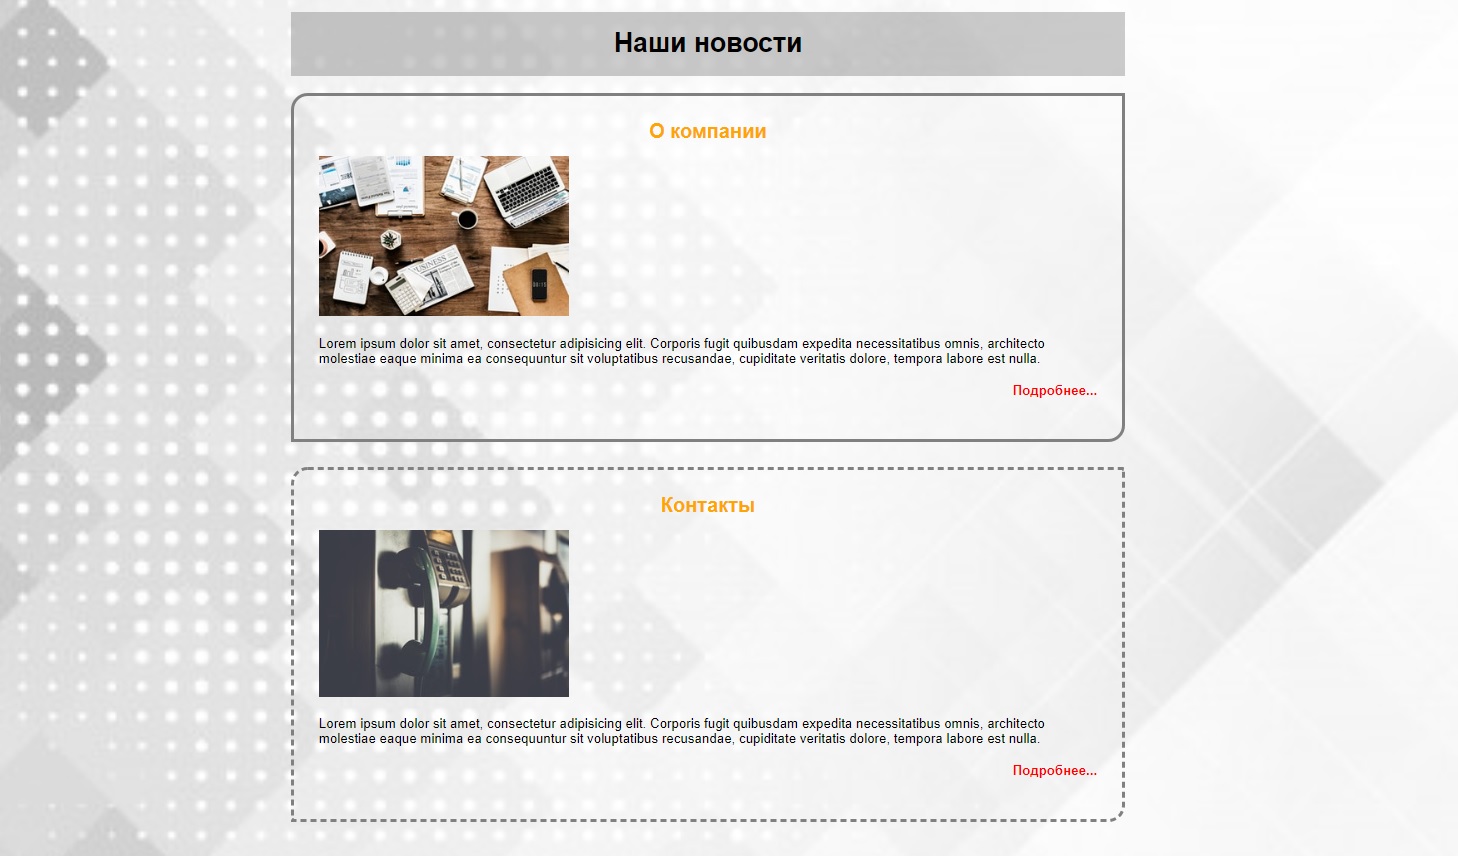 Наши новости
О компании
BUSINESS
Lorem ipsum dolor sit amet, consectetur adipisicing elit. Corporis fugit quibusdam expedita necessitatibus omnis, architecto
molestiae eaque minima ea consequuntur sit voluptatibus recusandae, cupiditate veritatis dolore, tempora labore est nulla.
Подробнее...
Контакты
Lorem ipsum dolor sit amet, consectetur adipisicing elit. Corporis fugit quibusdam expedita necessitatibus omnis, architecto
molestiae eaque minima ea consequuntur sit voluptatibus recusandae, cupiditate veritatis dolore, tempora labore est nulla.
Подробнее...